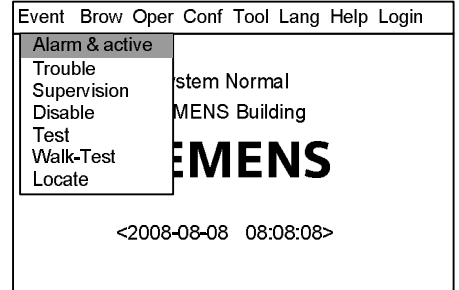 Event Brow Oper Conf Tool Lang Help Login
Alarm & active
Trouble
Supervision
Disable
Test
Walk-Test
Locate
stem Normal
MENS Building
EMENS
<2008-08-08 08:08:08>